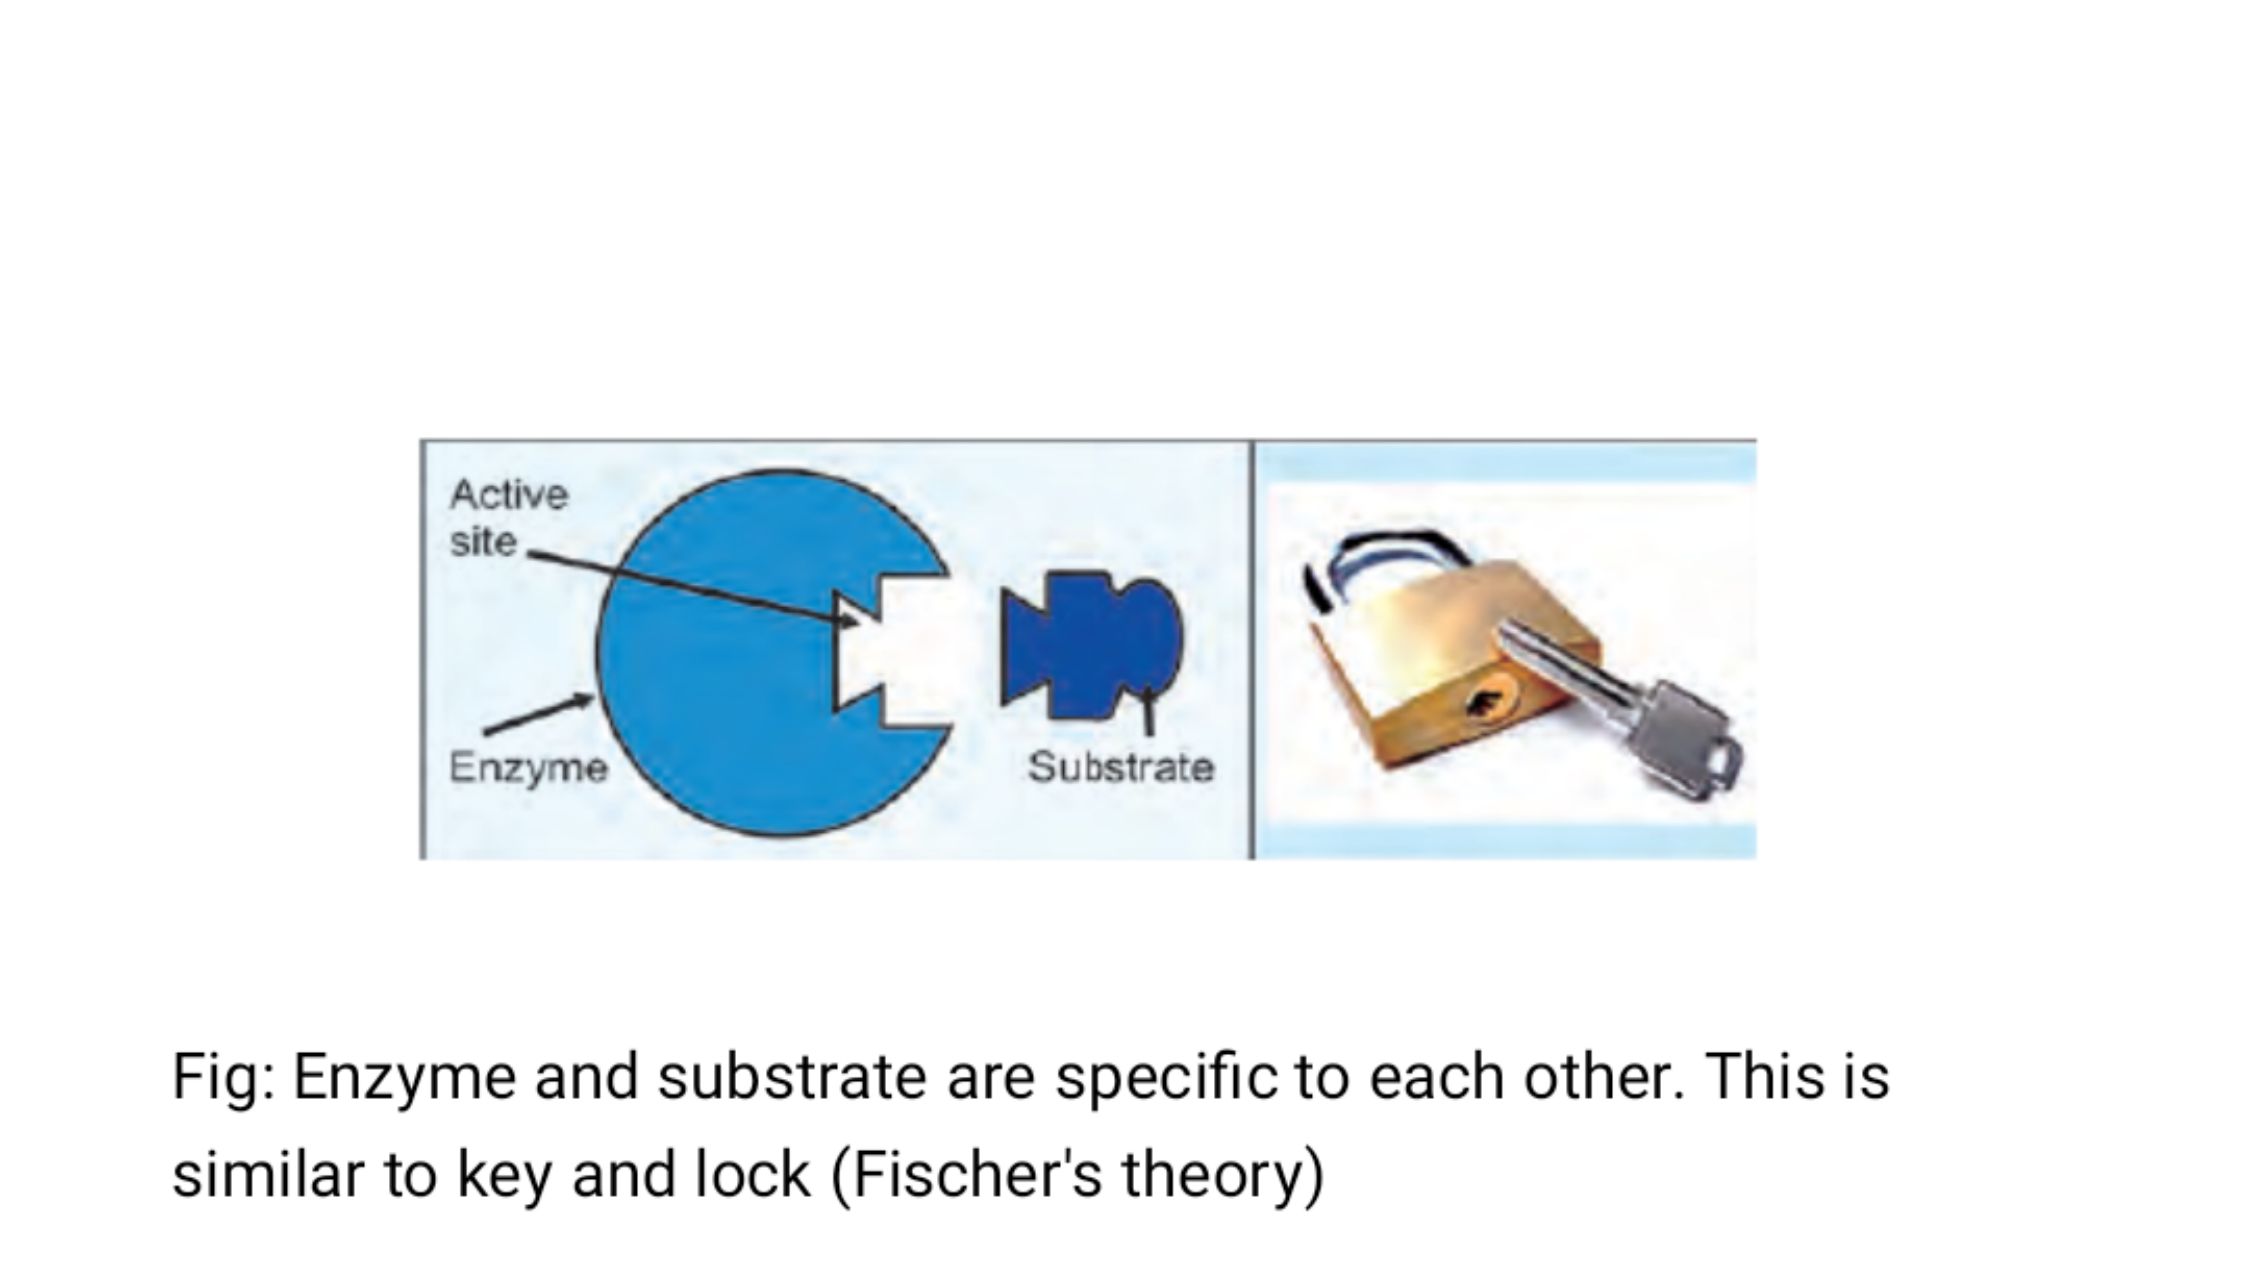 Active
site
Enzyme
Substrate
Fig: Enzyme and substrate are specific to each other. This is
similar to key and lock (Fischer's theory)